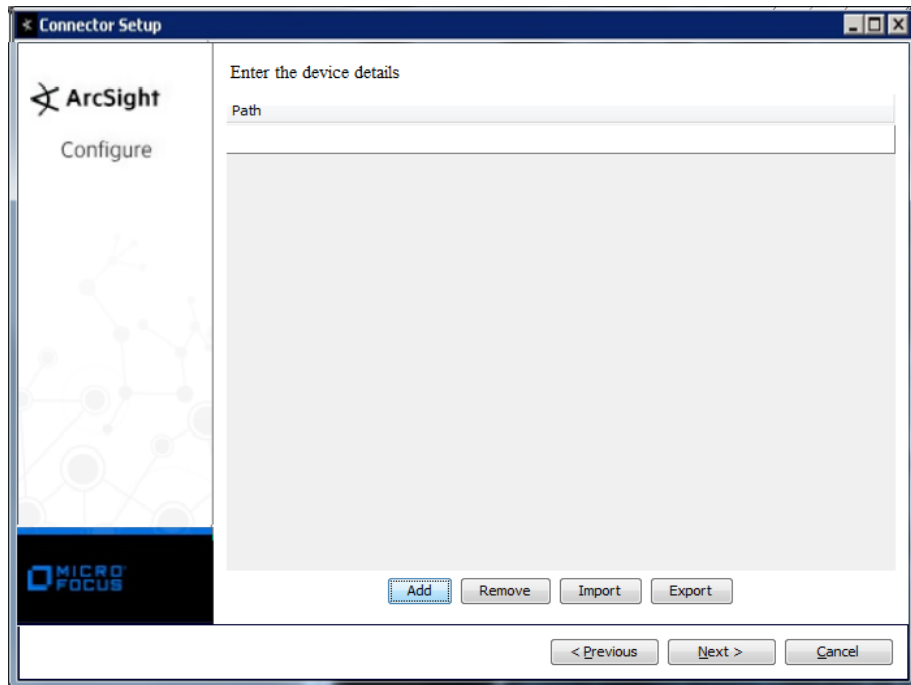 Connector Setup
ArcSight
Configure
Enter the device details
Path
MICRO
FOCUS
Add Remove Import Export
< Previous Next > Cancel